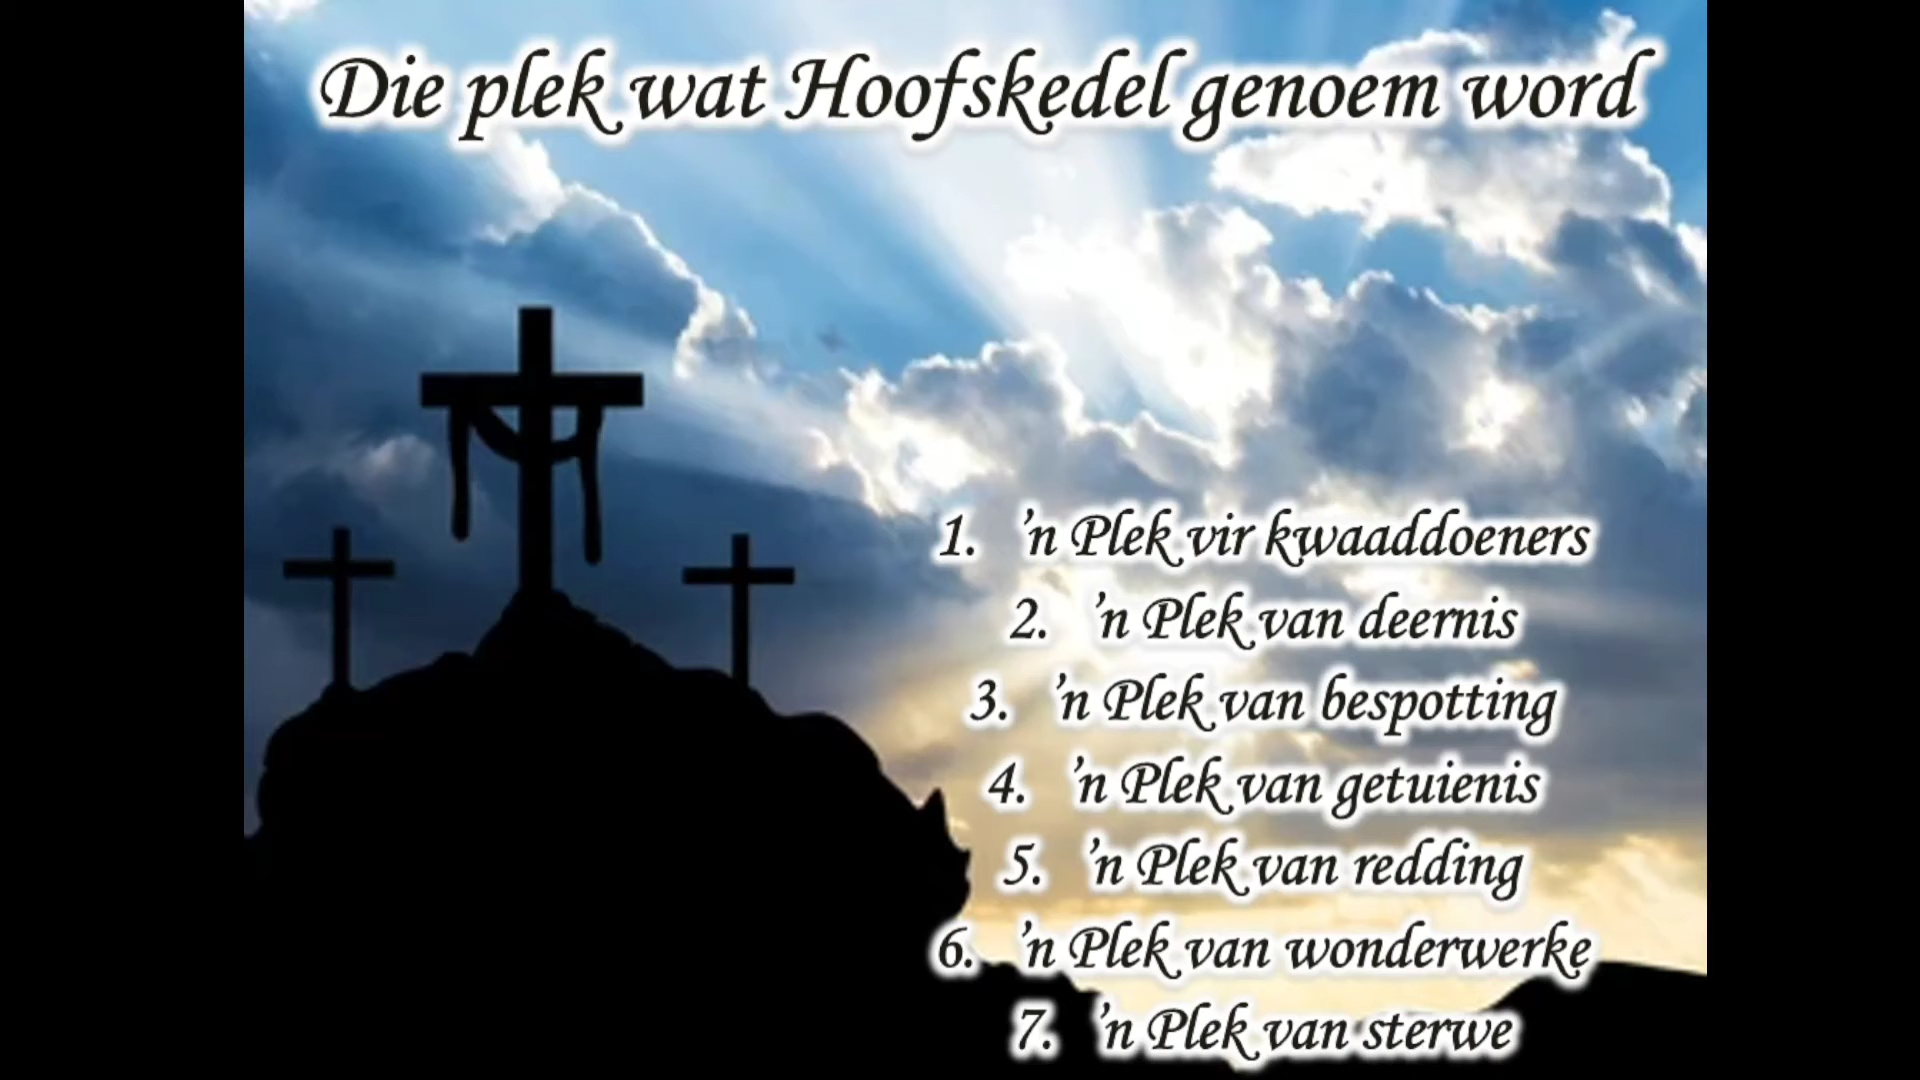 Die plek wat Hoofskedel genoem word
1. 'n Plek vir kwaaddoeners
2. 'n Plek van deernis
3. 'n Plek van bespotting
4. 'n Plek van getuienis
5. 'n Plek van redding
6. 'n Plek van wonderwerke
7. 'n Plek van sterwe